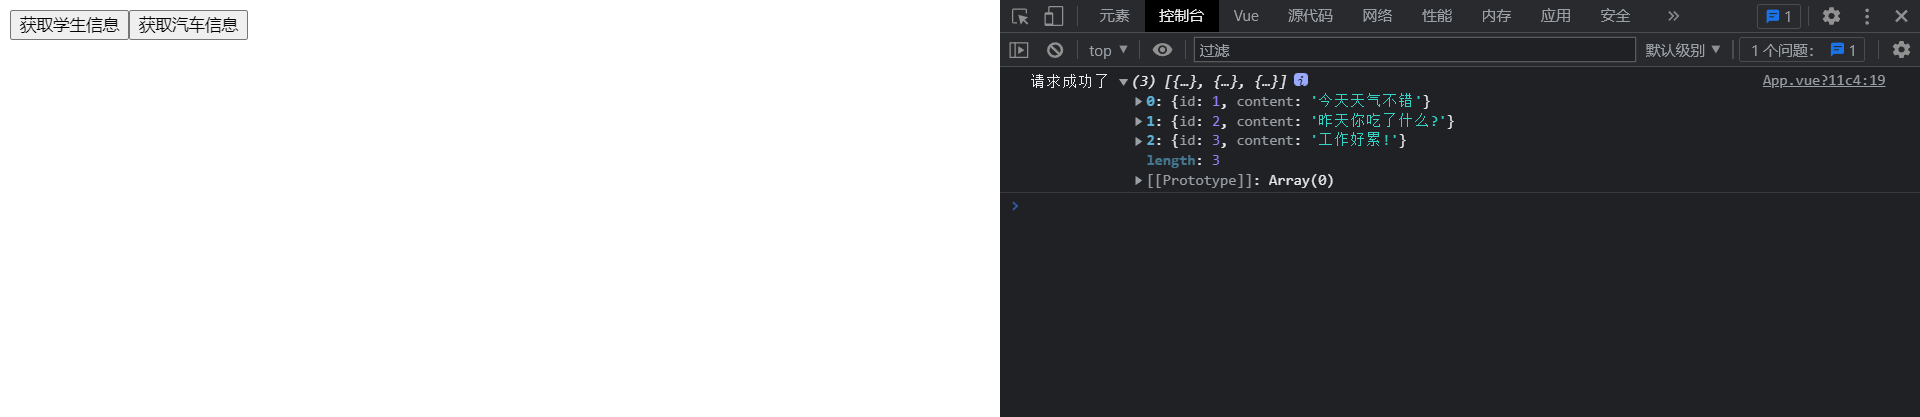 获取学生信息 获取汽车信息
元素 控制台 Vue 源代码 网络 性能 内存 应用 安全 » 1
top 过滤 默认级别 1 个问题： 1
请求成功了 (3) [{…}, {…}, {…}] i App.vue?11c4:19
0: {id: 1, content: '今天天气不错'}
1: {id: 2, content: '昨天你吃了什么?'}
2: {id: 3, content: '工作好累!'}
length: 3
[[Prototype]]: Array(0)